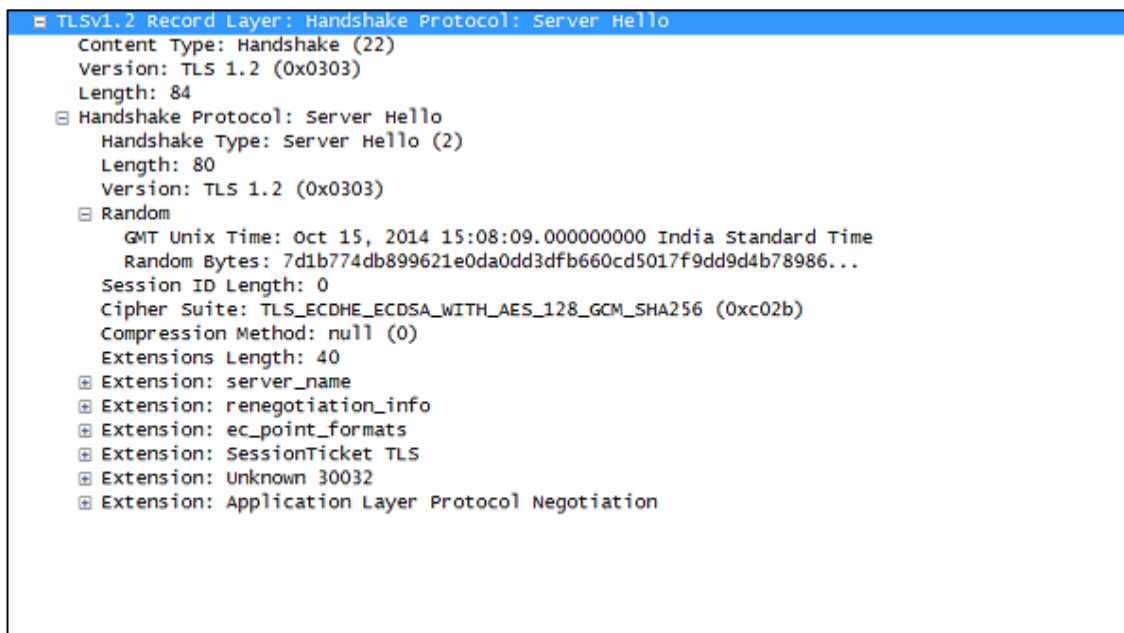 TLSv1.2 Record Layer: Handshake Protocol: Server Hello
Content Type: Handshake (22)
Version: TLS 1.2 (0x0303)
Length: 84
Handshake Protocol: Server Hello
Handshake Type: Server Hello (2)
Length: 80
Version: TLS 1.2 (0x0303)
Random
GMT Unix Time: Oct 15, 2014 15:08:09.000000000 India Standard Time
Random Bytes: 7d1b774db899621e0da0dd3dfb660cd5017f9dd9d4b78986...
Session ID Length: 0
Cipher Suite: TLS_ECDHE_ECDSA_WITH_AES_128_GCM_SHA256 (0xc02b)
Compression Method: null (0)
Extensions Length: 40
Extension: server_name
Extension: renegotiation_info
Extension: ec_point_formats
Extension: SessionTicket TLS
Extension: Unknown 30032
Extension: Application Layer Protocol Negotiation